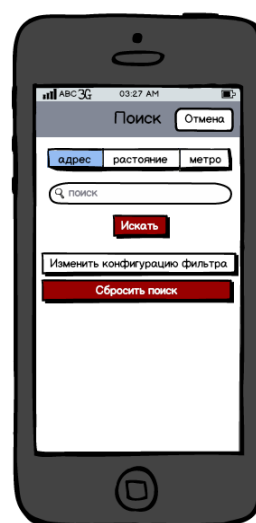 ABC 3G 03:27 AM
Поиск Отмена
адрес растояние метро
поиск
Искать
Изменить конфигурацию фильтра
Сбросить поиск